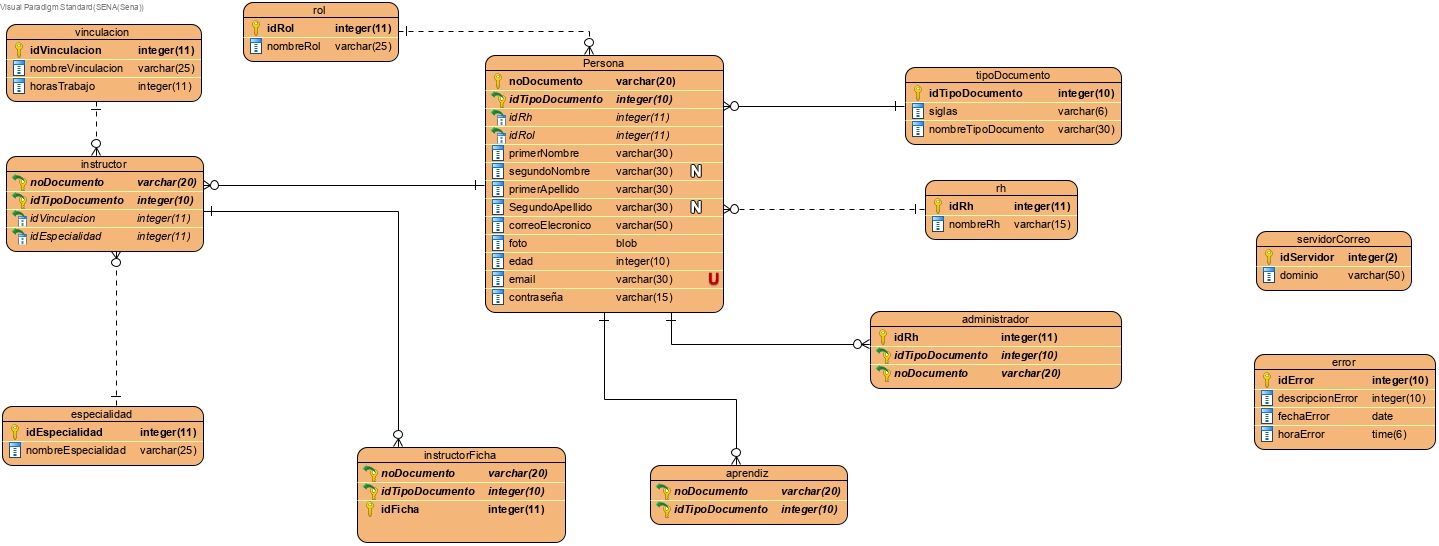 Visual Paradigm Standard(SENA(Sena))
vinculacion
idVinculacion integer(11)
nombreVinculacion varchar(25)
horasTrabajo integer(11)
rol
idRol integer(11)
nombreRol varchar(25)
Persona
noDocumento varchar(20)
idTipoDocumento integer(10)
idRh integer(11)
idRol integer(11)
primerNombre varchar(30)
segundoNombre varchar(30) N
primerApellido varchar(30)
SegundoApellido varchar(30) N
correoElecronico varchar(50)
foto blob
edad integer(10)
email varchar(30) U
contraseña varchar(15)
tipoDocumento
idTipoDocumento integer(10)
siglas varchar(6)
nombreTipoDocumento varchar(30)
instructor
noDocumento varchar(20)
idTipoDocumento integer(10)
idVinculacion integer(11)
idEspecialidad integer(11)
rh
idRh integer(11)
nombreRh varchar(15)
servidorCorreo
idServidor integer(2)
dominio varchar(50)
administrador
idRh integer(11)
idTipoDocumento integer(10)
noDocumento varchar(20)
error
idError integer(10)
descripcionError integer(10)
fechaError date
horaError time(6)
especialidad
idEspecialidad integer(11)
nombreEspecialidad varchar(25)
instructorFicha
noDocumento varchar(20)
idTipoDocumento integer(10)
idFicha integer(11)
aprendiz
noDocumento varchar(20)
idTipoDocumento integer(10)